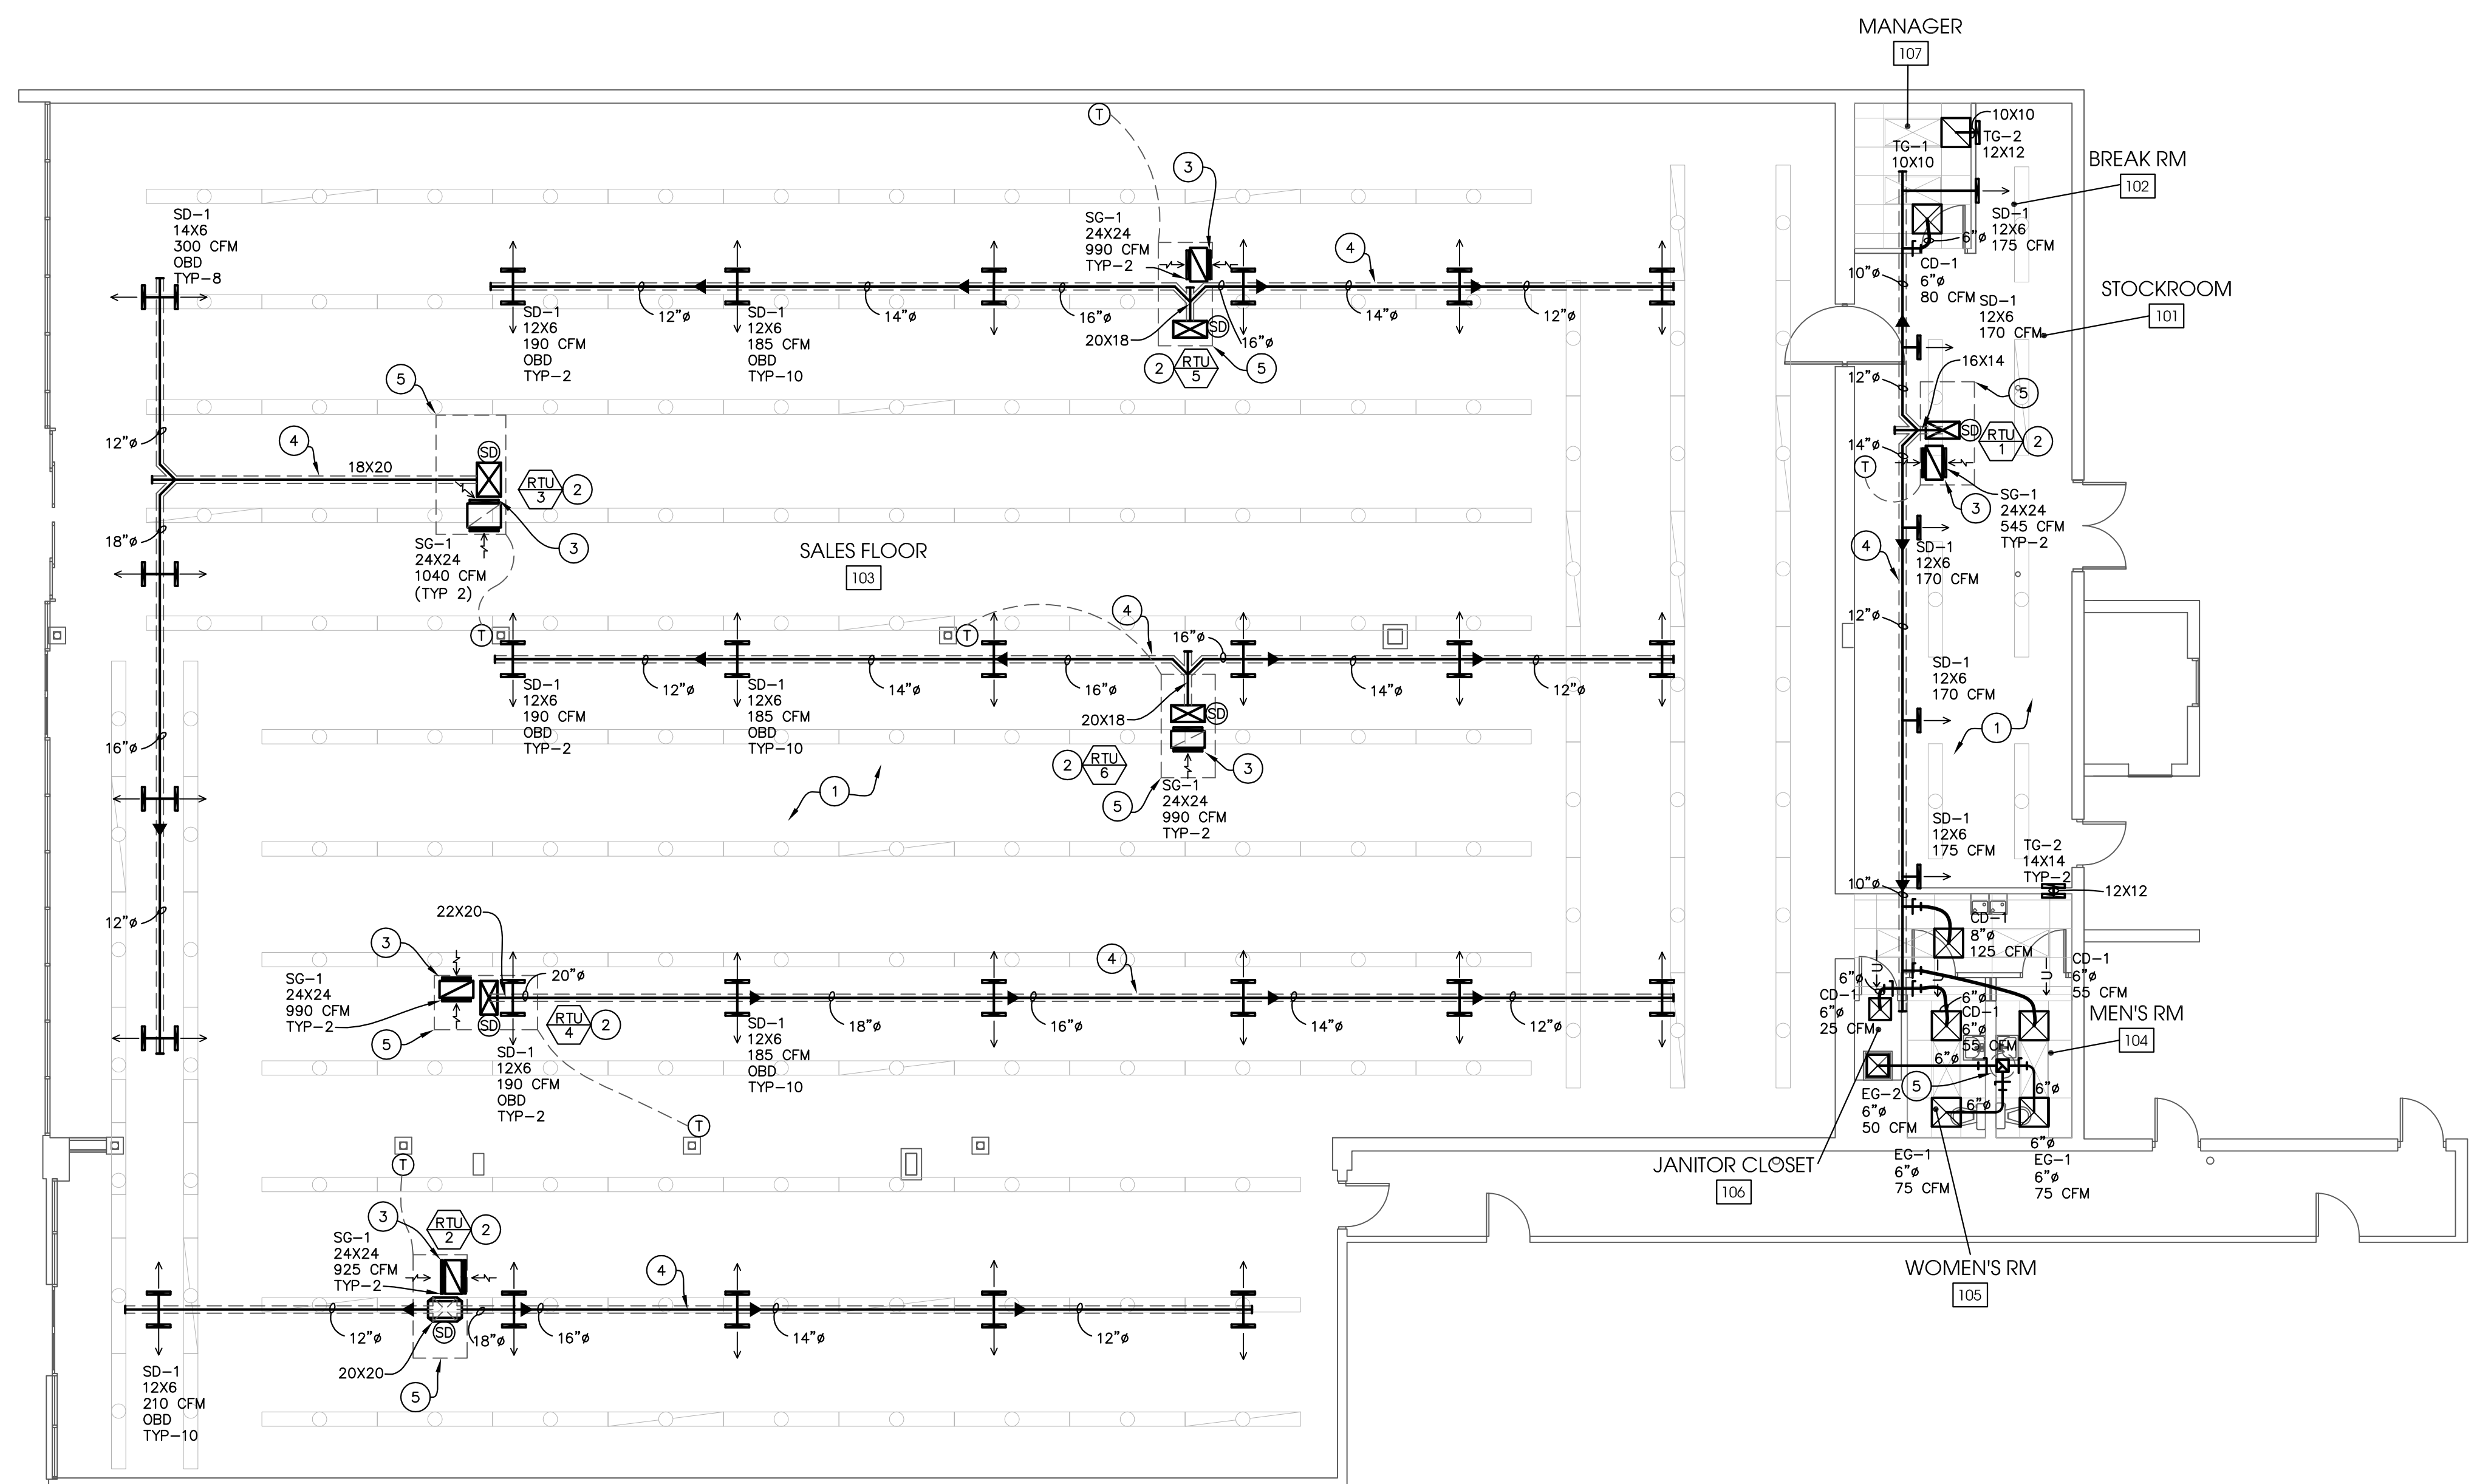 MANAGER
107
10X10
TG-2
12X12
TG-1
10X10
BREAK RM
102
SD-1
12X6
175 CFM
6"ø
CD-1
6"ø
80 CFM
10"ø
STOCKROOM
101
SD-1
12X6
170 CFM
T
3
SD-1
14X6
300 CFM
OBD
TYP-8
SG-1
24X24
990 CFM
TYP-2
4
12"ø
14"ø
16"ø
14"ø
12"ø
SD-1
12X6
190 CFM
OBD
TYP-2
SD-1
12X6
185 CFM
OBD
TYP-10
20X18
SD
16"ø
2
RTU
5
5
16X14
12"ø
5
SD
RTU
1
2
14"ø
T
SG-1
24X24
545 CFM
TYP-2
3
5
12"ø
4
18X20
SD
RTU
3
2
18"ø
SG-1
24X24
1040 CFM
(TYP 2)
3
SALES FLOOR
103
4
SD-1
12X6
170 CFM
12"ø
T
T
4
16"ø
12"ø
14"ø
16"ø
14"ø
12"ø
SD-1
12X6
190 CFM
OBD
TYP-2
SD-1
12X6
185 CFM
OBD
TYP-10
20X18
SD
SD-1
12X6
170 CFM
1
16"ø
2
RTU
6
3
5
SG-1
24X24
990 CFM
TYP-2
1
SD-1
12X6
175 CFM
TG-2
14X14
TYP-2
12X12
10"ø
12"ø
22X20
3
20"ø
4
CD-1
8"ø
125 CFM
CD-1
6"ø
55 CFM
U
U
U
SG-1
24X24
990 CFM
TYP-2
5
SD
RTU
4
2
18"ø
16"ø
14"ø
12"ø
SD-1
12X6
190 CFM
OBD
TYP-2
SD-1
12X6
185 CFM
OBD
TYP-10
6"ø
CD-1
6"ø
25 CFM
6"ø
CD-1
6"ø
55 CFM
MEN'S RM
104
6"ø
5
6"ø
6"ø
EG-2
6"ø
50 CFM
T
T
JANITOR CLOSET
106
EG-1
6"ø
75 CFM
6"ø
EG-1
6"ø
75 CFM
WOMEN'S RM
105
3
RTU
2
2
SG-1
24X24
925 CFM
TYP-2
4
12"ø
SD
18"ø
16"ø
14"ø
12"ø
20X20
5
SD-1
12X6
210 CFM
OBD
TYP-10